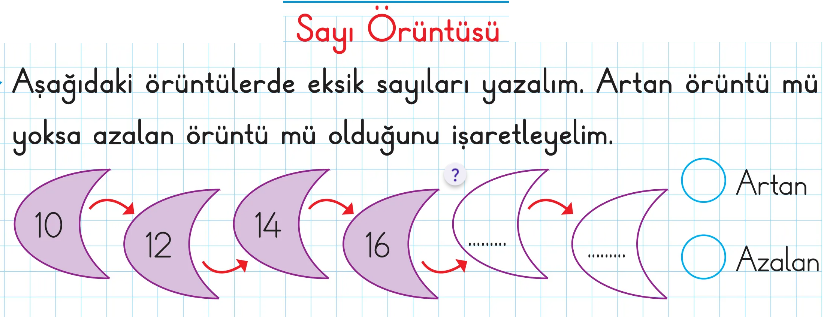 Sayı Örüntüsü
Aşağıdaki örüntülerde eksik sayıları yazalım. Artan örüntü mü
yoksa azalan örüntü mü olduğunu işaretleyelim.
10 12 14 16 ? ......... .........
Artan
Azalan